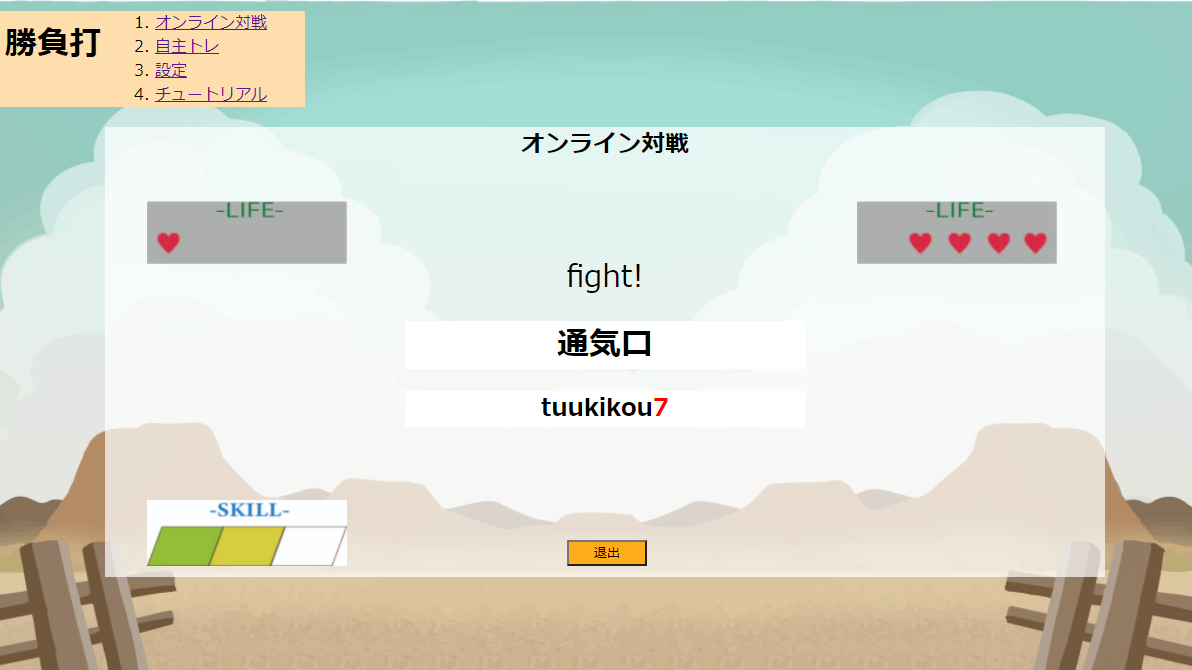 勝負打
1. オンライン対戦
2. 自主トレ
3. 設定
4. チュートリアル
オンライン対戦
-LIFE-
-LIFE-
fight!
通気口
tuukikou7
-SKILL-
退出